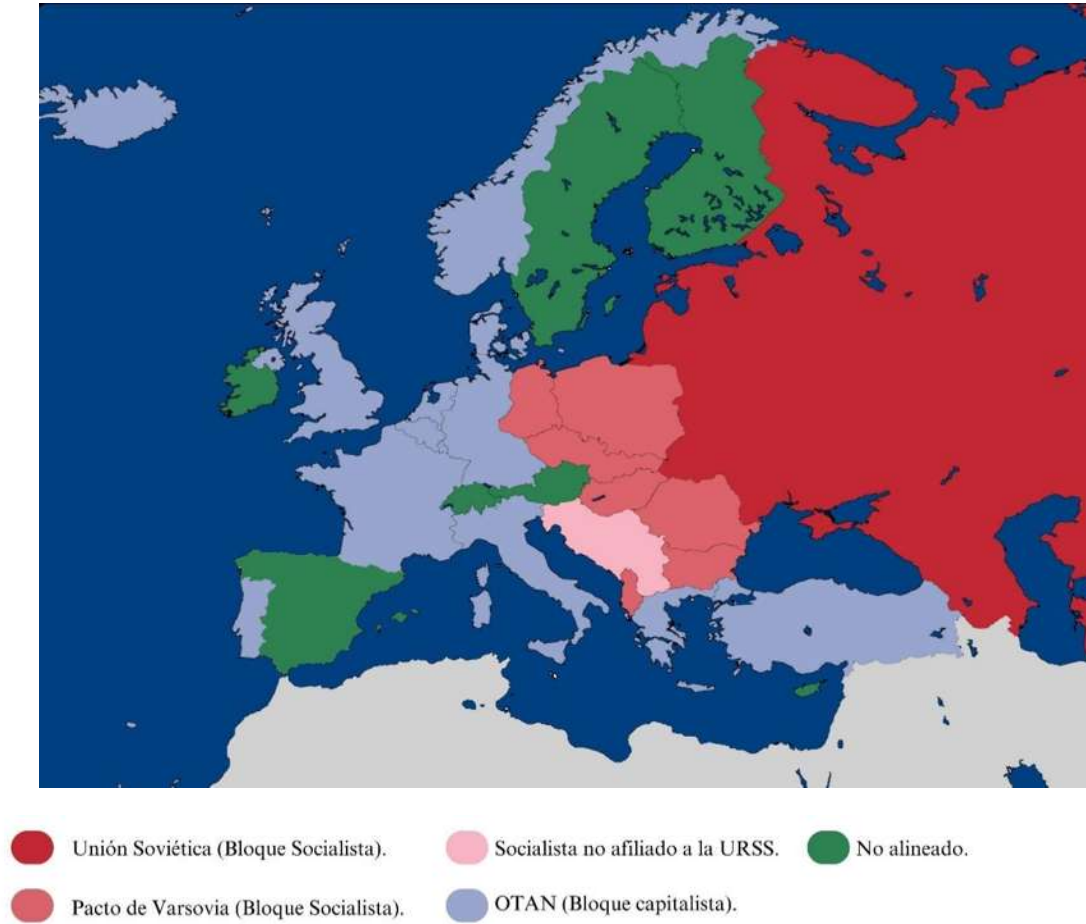 Unión Soviética (Bloque Socialista).
Socialista no afiliado a la URSS.
No alineado.
Pacto de Varsovia (Bloque Socialista).
OTAN (Bloque capitalista).